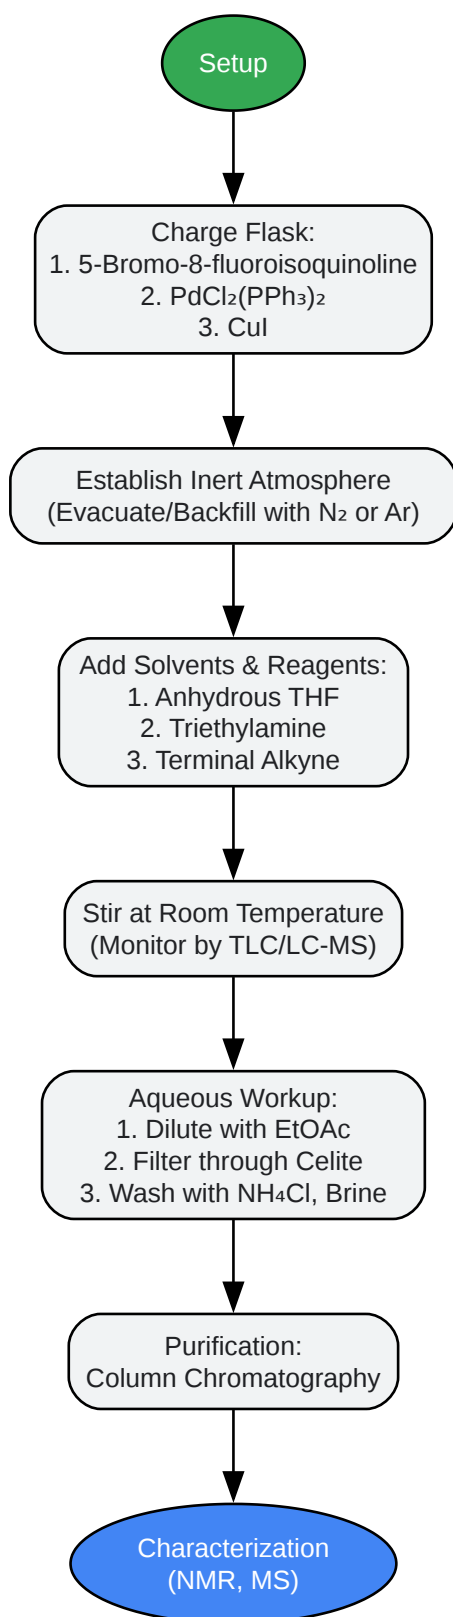 Setup
Charge Flask:
1. 5-Bromo-8-fluoroisoquinoline
2. PdCl₂(PPh₃)₂
3. CuI
Establish Inert Atmosphere
(Evacuate/Backfill with N₂ or Ar)
Add Solvents & Reagents:
1. Anhydrous THF
2. Triethylamine
3. Terminal Alkyne
Stir at Room Temperature
(Monitor by TLC/LC-MS)
Aqueous Workup:
1. Dilute with EtOAc
2. Filter through Celite
3. Wash with NH₄Cl, Brine
Purification:
Column Chromatography
Characterization
(NMR, MS)